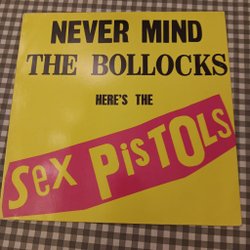 NEVER MIND
THE BOLLOCKS
HERE'S THE
Sex PisTOLs